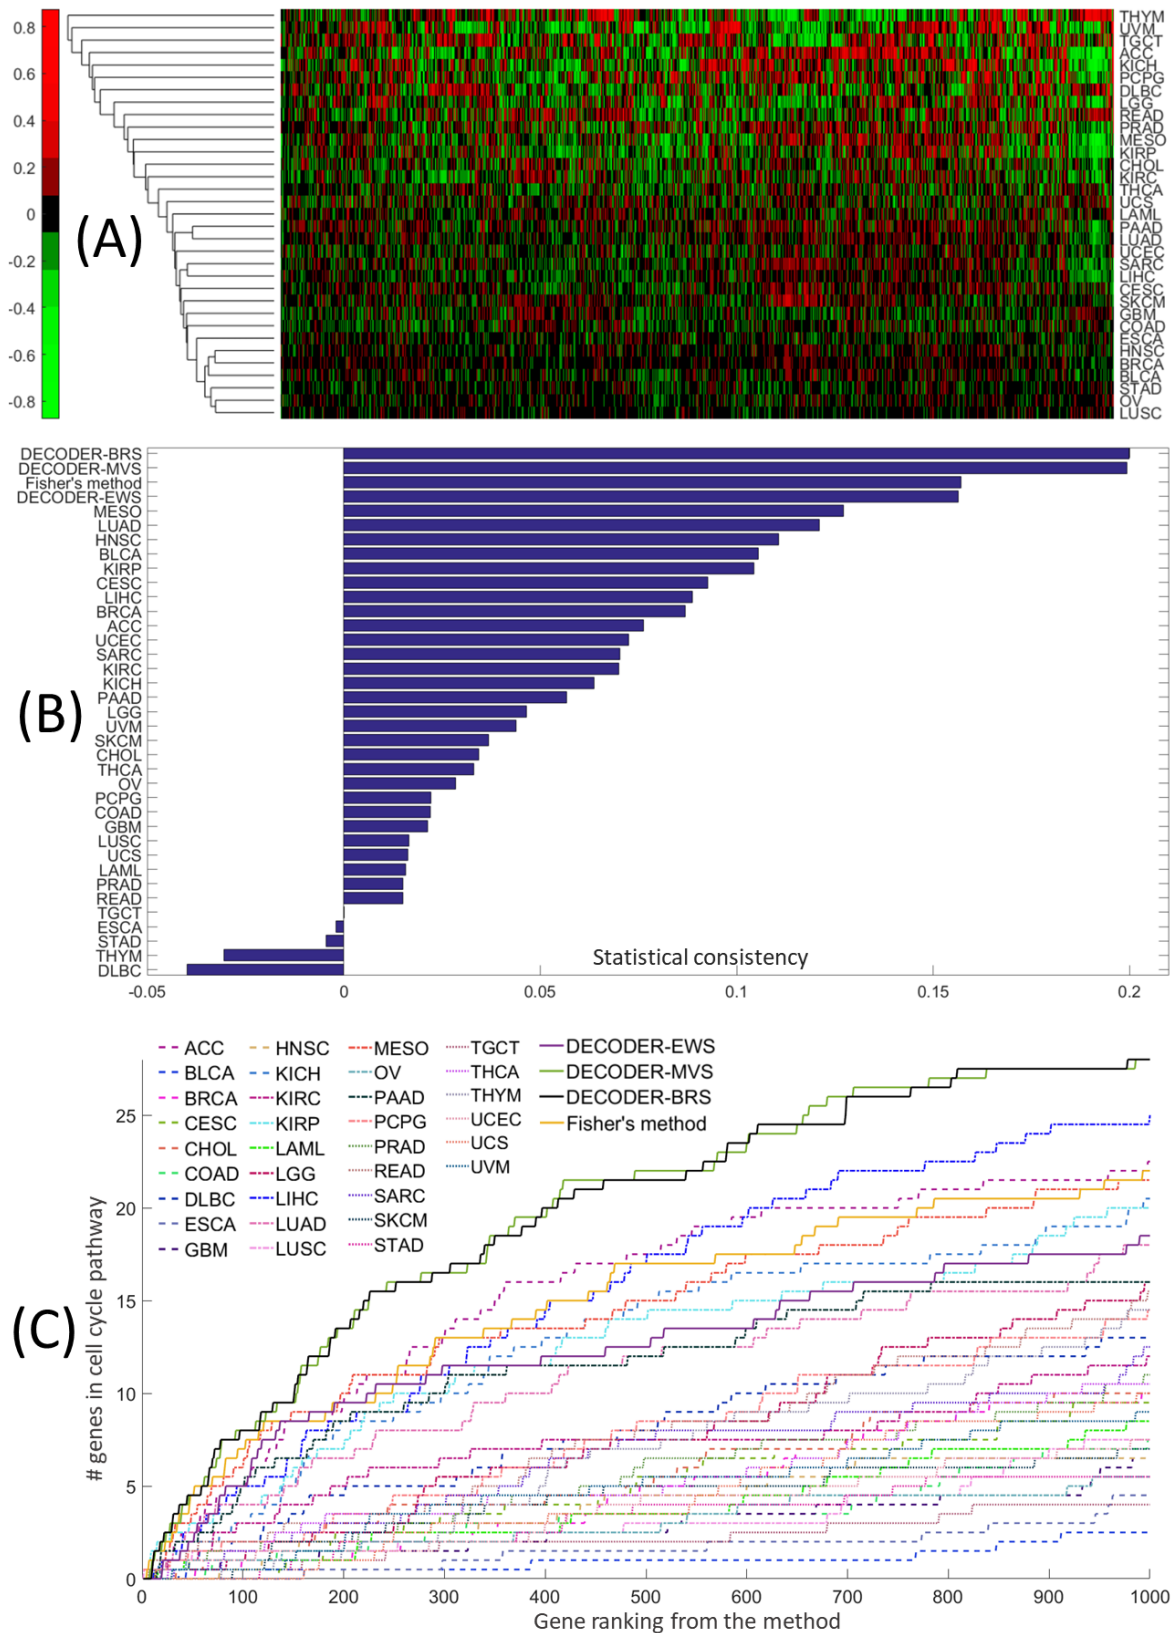 0.8
0.6
0.4
0.2
0
-0.2
-0.4
-0.6
-0.8
(A)
THYM
UVM
TGCT
ACC
KICH
PCPG
DLBC
LGG
READ
PRAD
MESO
KIRP
CHOL
KIRC
THCA
UCS
LAML
PAAD
LUAD
UCEC
SARC
LIHC
CESC
SKCM
GBM
COAD
ESCA
HNSC
BRCA
BLCA
STAD
OV
LUSC
(B)
DECODER-BRS
DECODER-MVS
Fisher's method
DECODER-EWS
MESO
LUAD
HNSC
BLCA
KIRP
CESC
LIHC
BRCA
ACC
UCEC
SARC
KIRC
KICH
PAAD
LGG
UVM
SKCM
CHOL
THCA
OV
PCPG
COAD
GBM
LUSC
UCS
LAML
PRAD
READ
TGCT
ESCA
STAD
THYM
DLBC
Statistical consistency
-0.05 0 0.05 0.1 0.15 0.2
(C)
# genes in cell cycle pathway
25
20
15
10
5
0
ACC
BLCA
BRCA
CESC
CHOL
COAD
DLBC
ESCA
GBM
HNSC
KICH
KIRC
KIRP
LAML
LGG
LIHC
LUAD
LUSC
MESO
OV
PAAD
PCPG
PRAD
READ
SARC
SKCM
STAD
TGCT
THCA
THYM
UCEC
UCS
UVM
DECODER-EWS
DECODER-MVS
DECODER-BRS
Fisher's method
0 100 200 300 400 500 600 700 800 900 1000
Gene ranking from the method